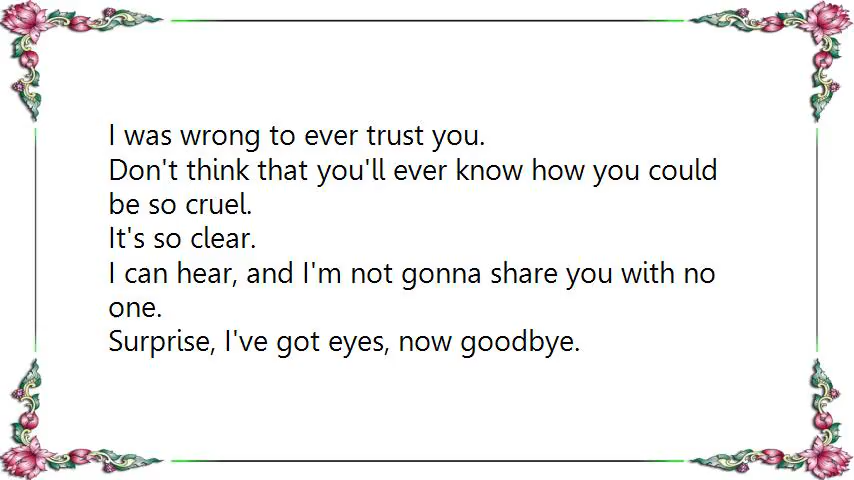 I was wrong to ever trust you.
Don't think that you'll ever know how you could
be so cruel.
It's so clear.
I can hear, and I'm not gonna share you with no
one.
Surprise, I've got eyes, now goodbye.